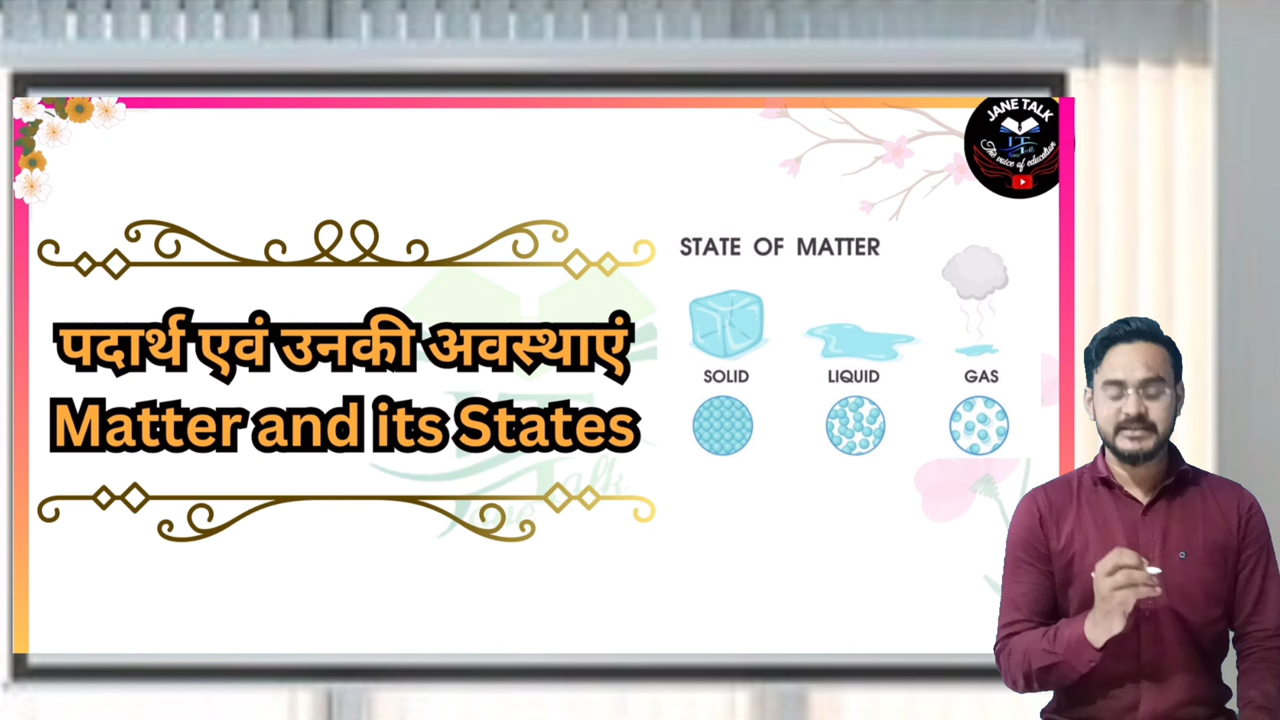 JANE TALK
The voice of education
STATE OF MATTER
पदार्थ एवं उनकी अवस्थाएं
Matter and its States
SOLID
LIQUID
GAS